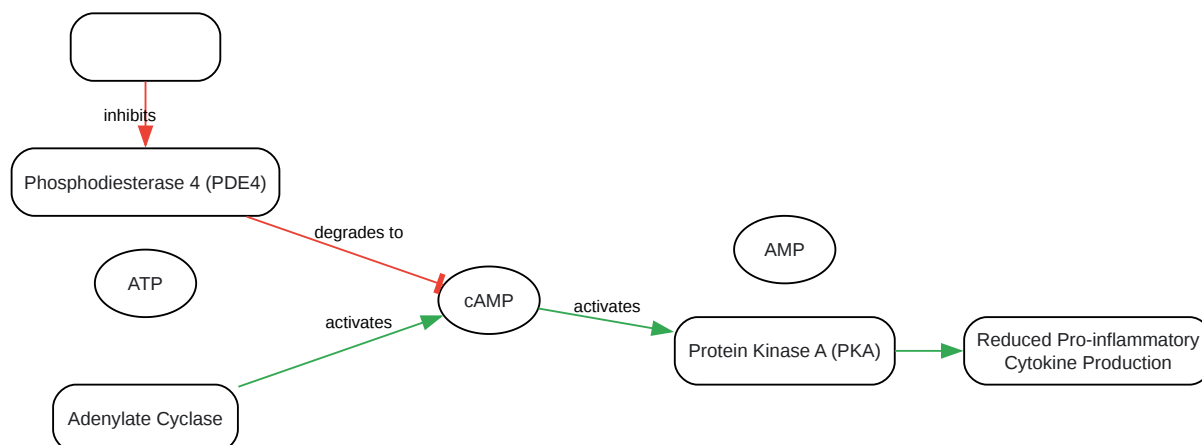 inhibits
Phosphodiesterase 4 (PDE4)
degrades to
AMP
ATP
cAMP
activates
activates
Protein Kinase A (PKA)
Reduced Pro-inflammatory
Cytokine Production
Adenylate Cyclase